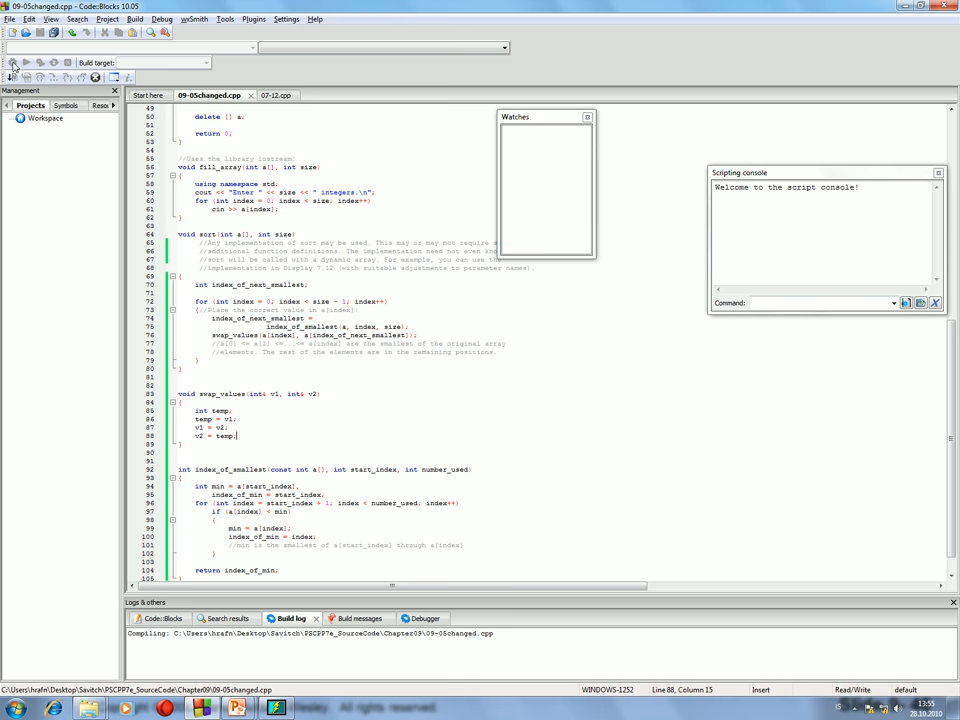 09-05changed.cpp - Code::Blocks 10.05
File Edit View Search Project Build Debug wxSmith Tools Plugins Settings Help
Build target:
Management
Projects Symbols Resou
Workspace
Start here 09-05changed.cpp 07-12.cpp
49
50 delete [] a;
51
52 return 0;
53 }
54
55 //Uses the library iostream:
56 void fill_array(int a[], int size)
57 {
58 using namespace std;
59 cout << "Enter " << size << " integers.\n";
60 for (int index = 0; index < size; index++)
61 cin >> a[index];
62 }
63
64 void sort(int a[], int size)
65 //Any implementation of sort may be used. This may or may not require
66 //additional function definitions. The implementation need not even
67 //sort will be called with a dynamic array. For example, you can use the
68 //implementation in Display 7.12 (with suitable adjustments to parameter names).
69 {
70 int index_of_next_smallest;
71
72 for (int index = 0; index < size - 1; index++)
73 {//Place the correct value in a[index]:
74 index_of_next_smallest =
75 index_of_smallest(a, index, size);
76 swap_values(a[index], a[index_of_next_smallest]);
77 //a[0] <= a[1] <=...<= a[index] are the smallest of the original array
78 //elements. The rest of the elements are in the remaining positions.
79 }
80 }
81
82
83 void swap_values(int& v1, int& v2)
84 {
85 int temp;
86 temp = v1;
87 v1 = v2;
88 v2 = temp;
89 }
90
91
92 int index_of_smallest(const int a[], int start_index, int number_used)
93 {
94 int min = a[start_index],
95 index_of_min = start_index;
96 for (int index = start_index + 1; index < number_used; index++)
97 if (a[index] < min)
98 {
99 min = a[index];
100 index_of_min = index;
101 //min is the smallest of a[start_index] through a[index]
102 }
103
104 return index_of_min;
105 }
Watches
Scripting console
Welcome to the script console!
Command:
Logs & others
Code::Blocks Search results Build log Build messages Debugger
Compiling: C:\Users\hrafn\Desktop\Savitch\PSCPP7e_SourceCode\Chapter09\09-05changed.cpp
C:\Users\hrafn\Desktop\Savitch\PSCPP7e_SourceCode\Chapter09\09-05changed.cpp WINDOWS-1252 Line 88, Column 15 Insert Read/Write default
All rights reserved.
IS
13:55
28.10.2010